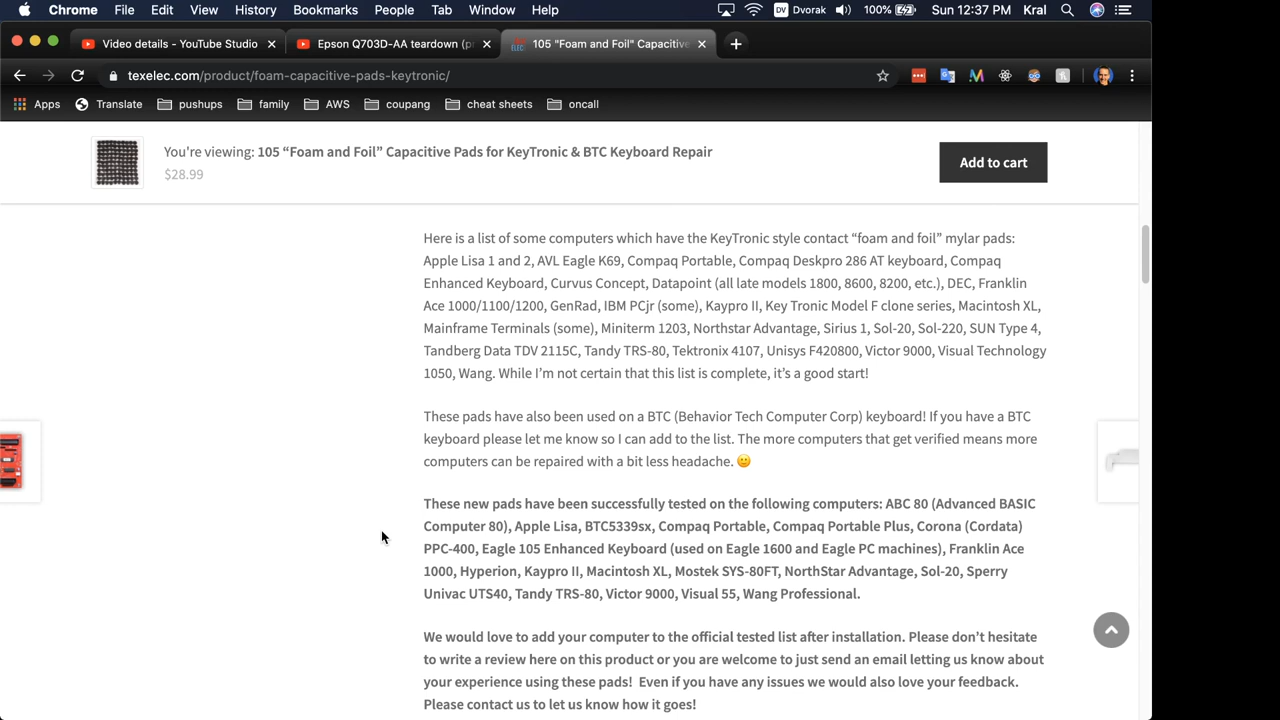 Chrome File Edit View History Bookmarks People Tab Window Help DV Dvorak 100% Sun 12:37 PM Kral
Video details - YouTube Studio Epson Q703D-AA teardown (p 105 "Foam and Foil" Capacitive
texelec.com/product/foam-capacitive-pads-keytronic/
Apps Translate pushups family AWS coupang cheat sheets oncall
You're viewing: 105 “Foam and Foil” Capacitive Pads for KeyTronic & BTC Keyboard Repair
$28.99
Add to cart
Here is a list of some computers which have the KeyTronic style contact “foam and foil” mylar pads:
Apple Lisa 1 and 2, AVL Eagle K69, Compaq Portable, Compaq Deskpro 286 AT keyboard, Compaq
Enhanced Keyboard, Curvus Concept, Datapoint (all late models 1800, 8600, 8200, etc.), DEC, Franklin
Ace 1000/1100/1200, GenRad, IBM PCjr (some), Kaypro II, Key Tronic Model F clone series, Macintosh XL,
Mainframe Terminals (some), Miniterm 1203, Northstar Advantage, Sirius 1, Sol-20, Sol-220, SUN Type 4,
Tandberg Data TDV 2115C, Tandy TRS-80, Tektronix 4107, Unisys F420800, Victor 9000, Visual Technology
1050, Wang. While I’m not certain that this list is complete, it’s a good start!
These pads have also been used on a BTC (Behavior Tech Computer Corp) keyboard! If you have a BTC
keyboard please let me know so I can add to the list. The more computers that get verified means more
computers can be repaired with a bit less headache. 🙂
These new pads have been successfully tested on the following computers: ABC 80 (Advanced BASIC
Computer 80), Apple Lisa, BTC5339sx, Compaq Portable, Compaq Portable Plus, Corona (Cordata)
PPC-400, Eagle 105 Enhanced Keyboard (used on Eagle 1600 and Eagle PC machines), Franklin Ace
1000, Hyperion, Kaypro II, Macintosh XL, Mostek SYS-80FT, NorthStar Advantage, Sol-20, Sperry
Univac UTS40, Tandy TRS-80, Victor 9000, Visual 55, Wang Professional.
We would love to add your computer to the official tested list after installation. Please don’t hesitate
to write a review here on this product or you are welcome to just send an email letting us know about
your experience using these pads!  Even if you have any issues we would also love your feedback.
Please contact us to let us know how it goes!